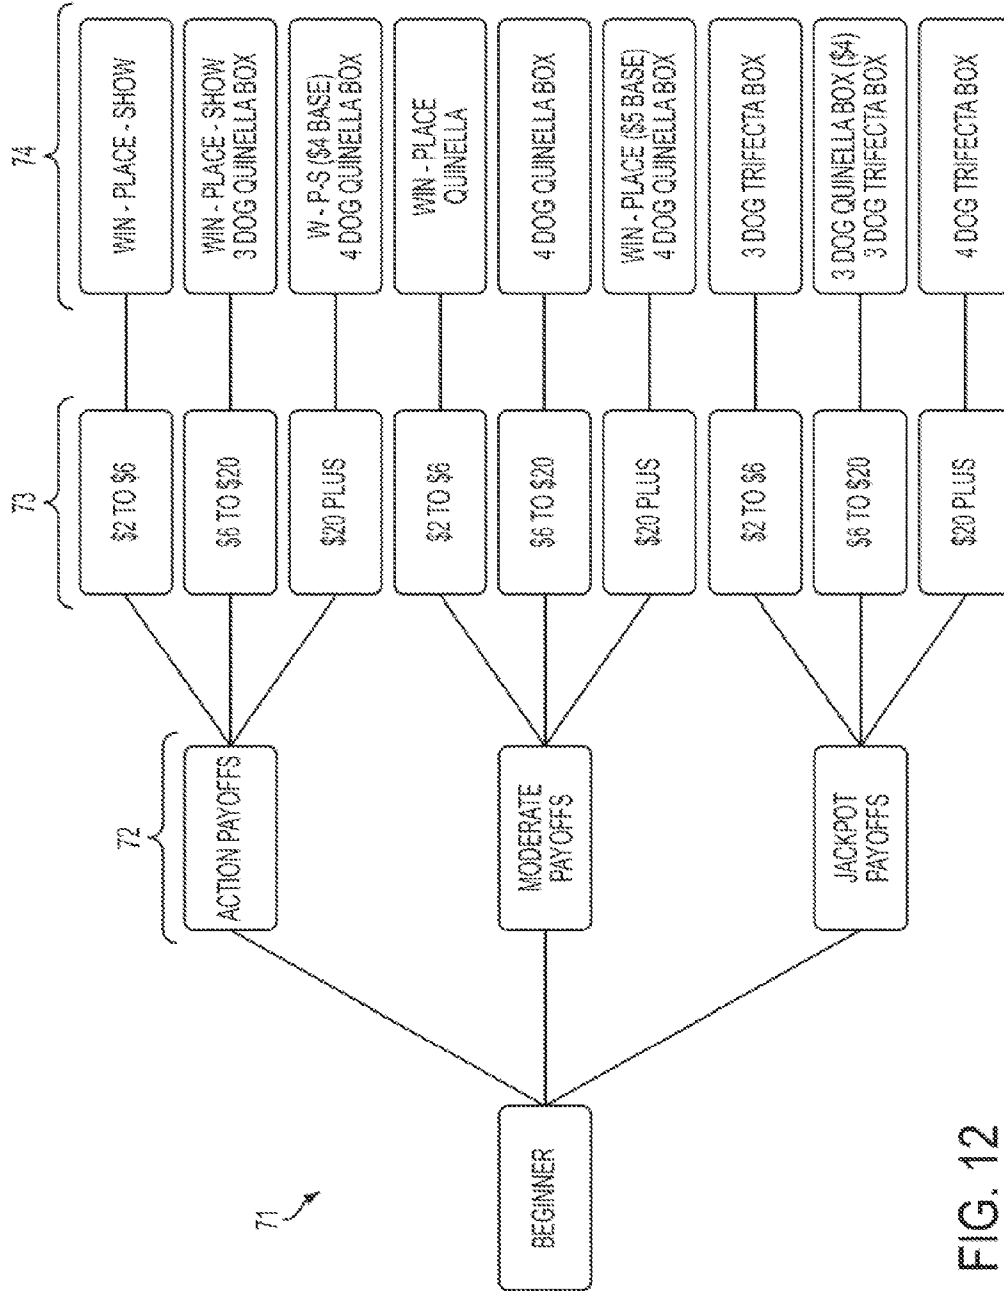 71
BEGINNER
72
ACTION PAYOFFS
MODERATE
PAYOFFS
JACKPOT
PAYOFFS
73
$2 TO $6
$6 TO $20
$20 PLUS
$2 TO $6
$6 TO $20
$20 PLUS
$2 TO $6
$6 TO $20
$20 PLUS
74
WIN - PLACE - SHOW
WIN - PLACE - SHOW
3 DOG QUINELLA BOX
W - P-S ($4 BASE)
4 DOG QUINELLA BOX
WIN - PLACE
QUINELLA
4 DOG QUINELLA BOX
WIN - PLACE ($5 BASE)
4 DOG QUINELLA BOX
3 DOG TRIFECTA BOX
3 DOG QUINELLA BOX ($4)
3 DOG TRIFECTA BOX
4 DOG TRIFECTA BOX
FIG. 12